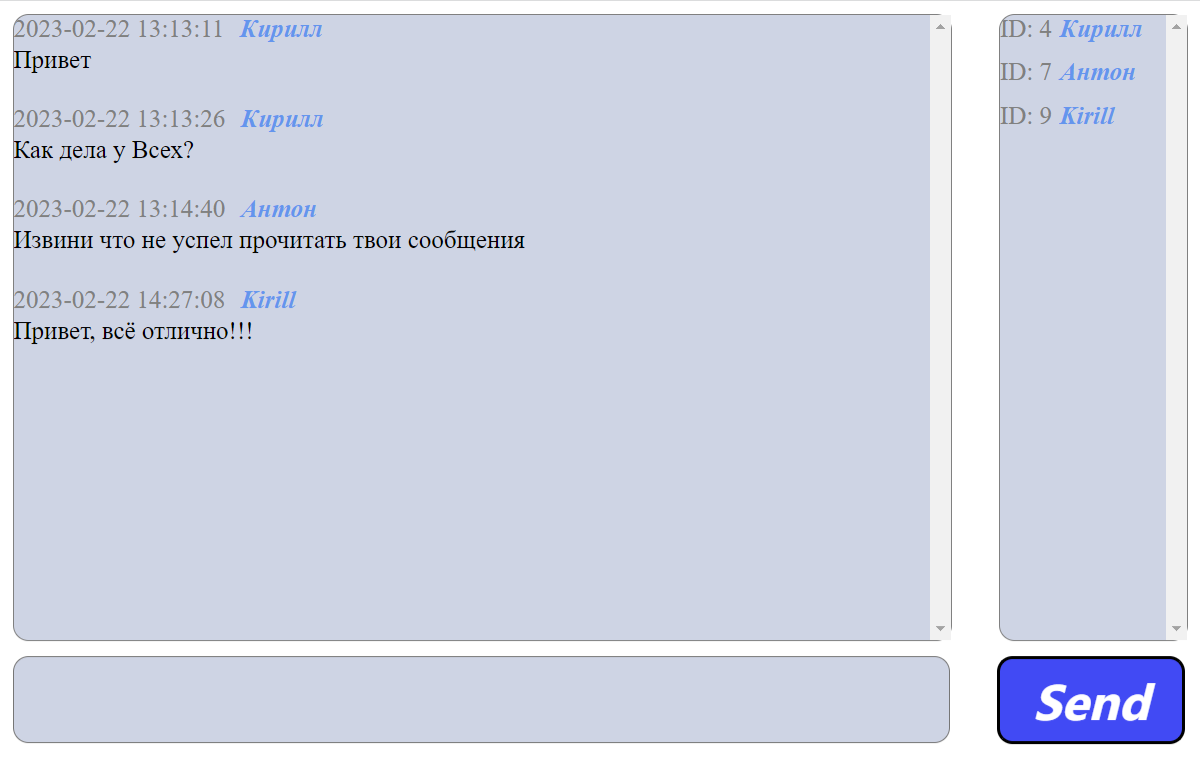 2023-02-22 13:13:11 Кирилл
Привет
2023-02-22 13:13:26 Кирилл
Как дела у Всех?
2023-02-22 13:14:40 Антон
Извини что не успел прочитать твои сообщения
2023-02-22 14:27:08 Kirill
Привет, всё отлично!!!
ID: 4 Кирилл
ID: 7 Антон
ID: 9 Kirill
Send